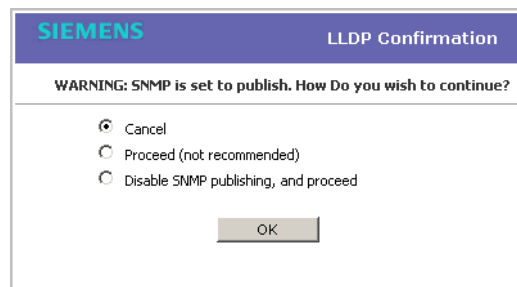 SIEMENS
LLDP Confirmation
WARNING: SNMP is set to publish. How Do you wish to continue?
Cancel
Proceed (not recommended)
Disable SNMP publishing, and proceed
OK